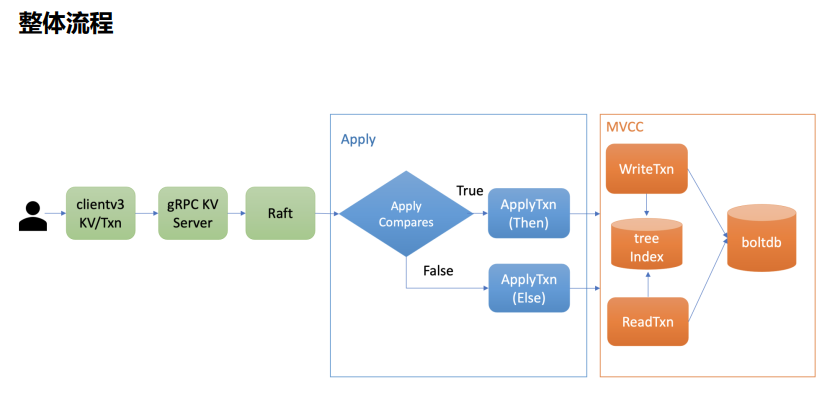 整体流程
Apply
MVCC
clientv3
KV/Txn
gRPC KV
Server
Raft
Apply
Compares
True
False
ApplyTxn
(Then)
ApplyTxn
(Else)
WriteTxn
tree
Index
ReadTxn
boltdb